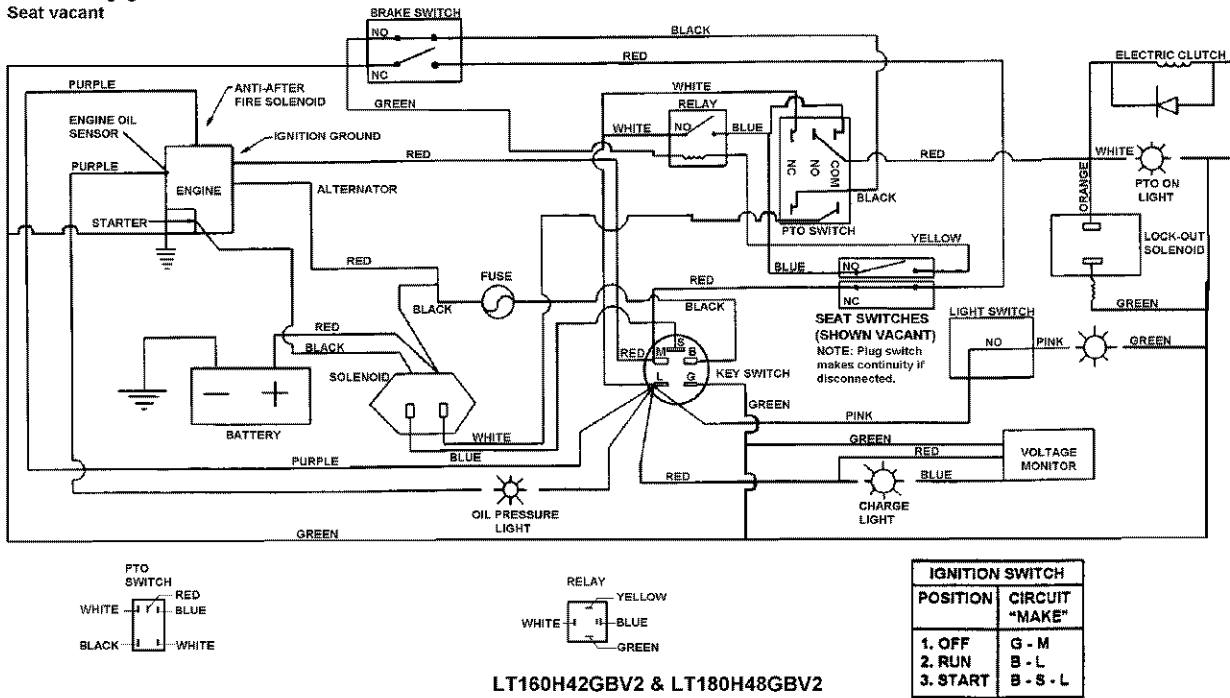 Seat vacant
BRAKE SWITCH
NO
NC
BLACK
RED
ELECTRIC CLUTCH
PURPLE
ANTI-AFTER
FIRE SOLENOID
GREEN
WHITE
RELAY
ENGINE OIL
SENSOR
IGNITION GROUND
WHITE
NO
BLUE
NC
NO
COM
RED
WHITE
PTO ON
LIGHT
PURPLE
ENGINE
RED
ALTERNATOR
BLACK
ORANGE
STARTER
PTO SWITCH
YELLOW
LOCK-OUT
SOLENOID
RED
FUSE
BLUE
NO
RED
NC
BLACK
BLACK
GREEN
SEAT SWITCHES
(SHOWN VACANT)
NOTE: Plug switch
makes continuity if
disconnected.
LIGHT SWITCH
NO
PINK
GREEN
RED
BLACK
SOLENOID
RED
S
M
B
L
G
KEY SWITCH
BATTERY
WHITE
BLUE
GREEN
PINK
GREEN
RED
VOLTAGE
MONITOR
PURPLE
RED
BLUE
CHARGE
LIGHT
OIL PRESSURE
LIGHT
GREEN
PTO
SWITCH
RED
WHITE
BLUE
BLACK
WHITE
RELAY
YELLOW
WHITE
BLUE
GREEN
IGNITION SWITCH
POSITION CIRCUIT
"MAKE"
1. OFF G - M
2. RUN B - L
3. START B - S - L
LT160H42GBV2 & LT180H48GBV2